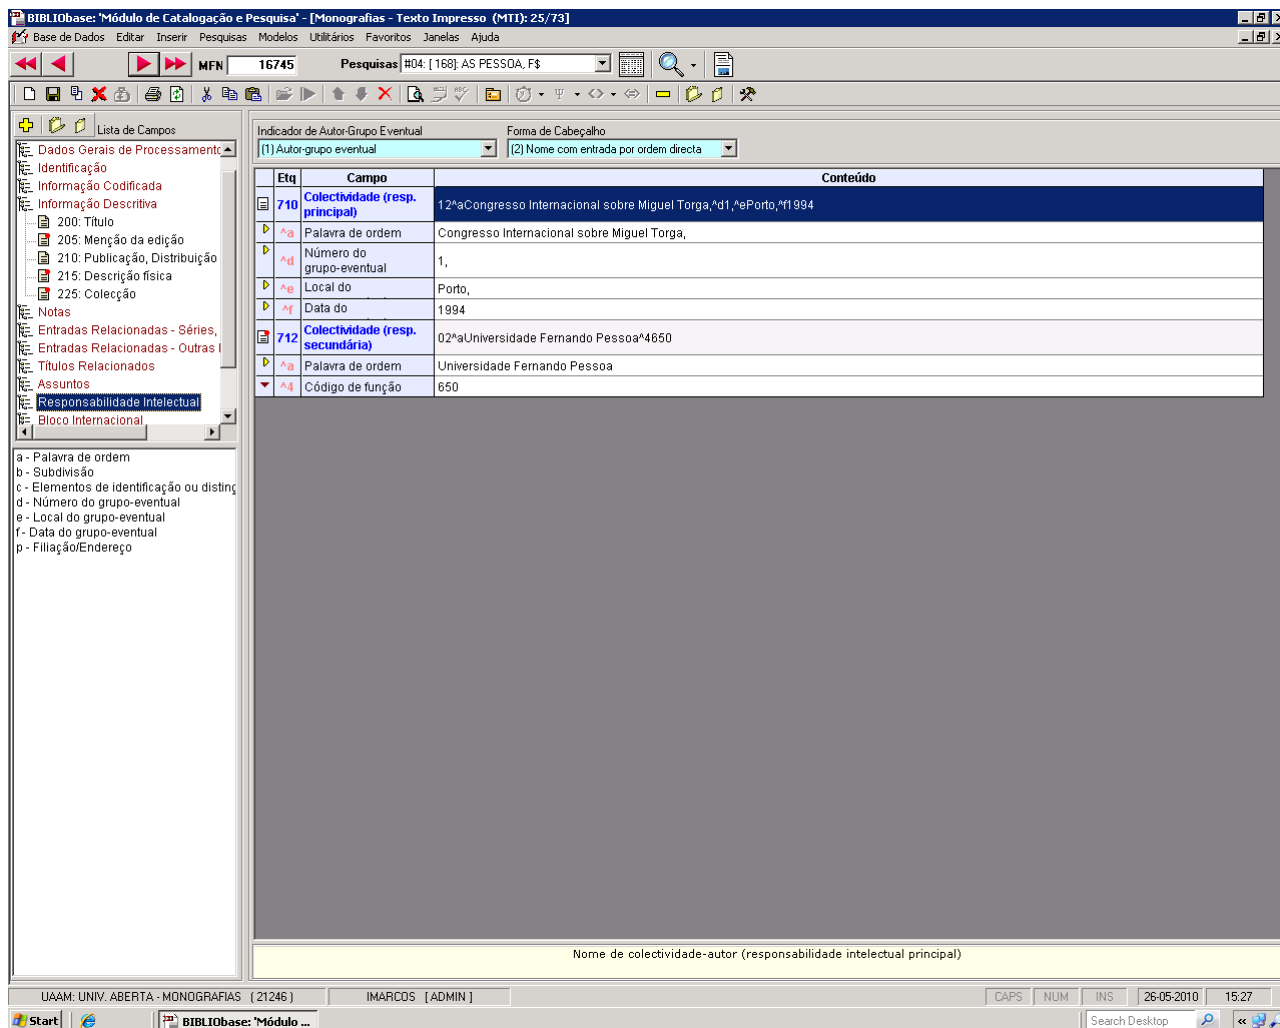 BIBLIObase: 'Módulo de Catalogação e Pesquisa' - [Monografias - Texto Impresso (MTI): 25/73]
Base de Dados Editar Inserir Pesquisas Modelos Utilitários Favoritos Janelas Ajuda
MFN 16745 Pesquisas #04: [ 168]: AS PESSOA, F$
Lista de Campos
Dados Gerais de Processamento
Identificação
Informação Codificada
Informação Descritiva
200: Título
205: Menção da edição
210: Publicação, Distribuição
215: Descrição física
225: Colecção
Notas
Entradas Relacionadas - Séries,
Entradas Relacionadas - Outras
Títulos Relacionados
Assuntos
Responsabilidade Intelectual
Bloco Internacional
a - Palavra de ordem
b - Subdivisão
c - Elementos de identificação ou disting
d - Número do grupo-eventual
e - Local do grupo-eventual
f - Data do grupo-eventual
p - Filiação/Endereço
Indicador de Autor-Grupo Eventual Forma de Cabeçalho
(1) Autor-grupo eventual (2) Nome com entrada por ordem directa
Etq Campo Conteúdo
710 Colectividade (resp. principal) 12^aCongresso Internacional sobre Miguel Torga,^d1,^ePorto,^f1994
^a Palavra de ordem Congresso Internacional sobre Miguel Torga,
^d Número do grupo-eventual 1,
^e Local do Porto,
^f Data do 1994
712 Colectividade (resp. secundária) 02^aUniversidade Fernando Pessoa^4650
^a Palavra de ordem Universidade Fernando Pessoa
^4 Código de função 650
Nome de colectividade-autor (responsabilidade intelectual principal)
UAAM: UNIV. ABERTA - MONOGRAFIAS (21246) IMARCOS [ADMIN] CAPS NUM INS 26-05-2010 15:27
Start BIBLIObase: 'Módulo ... Search Desktop